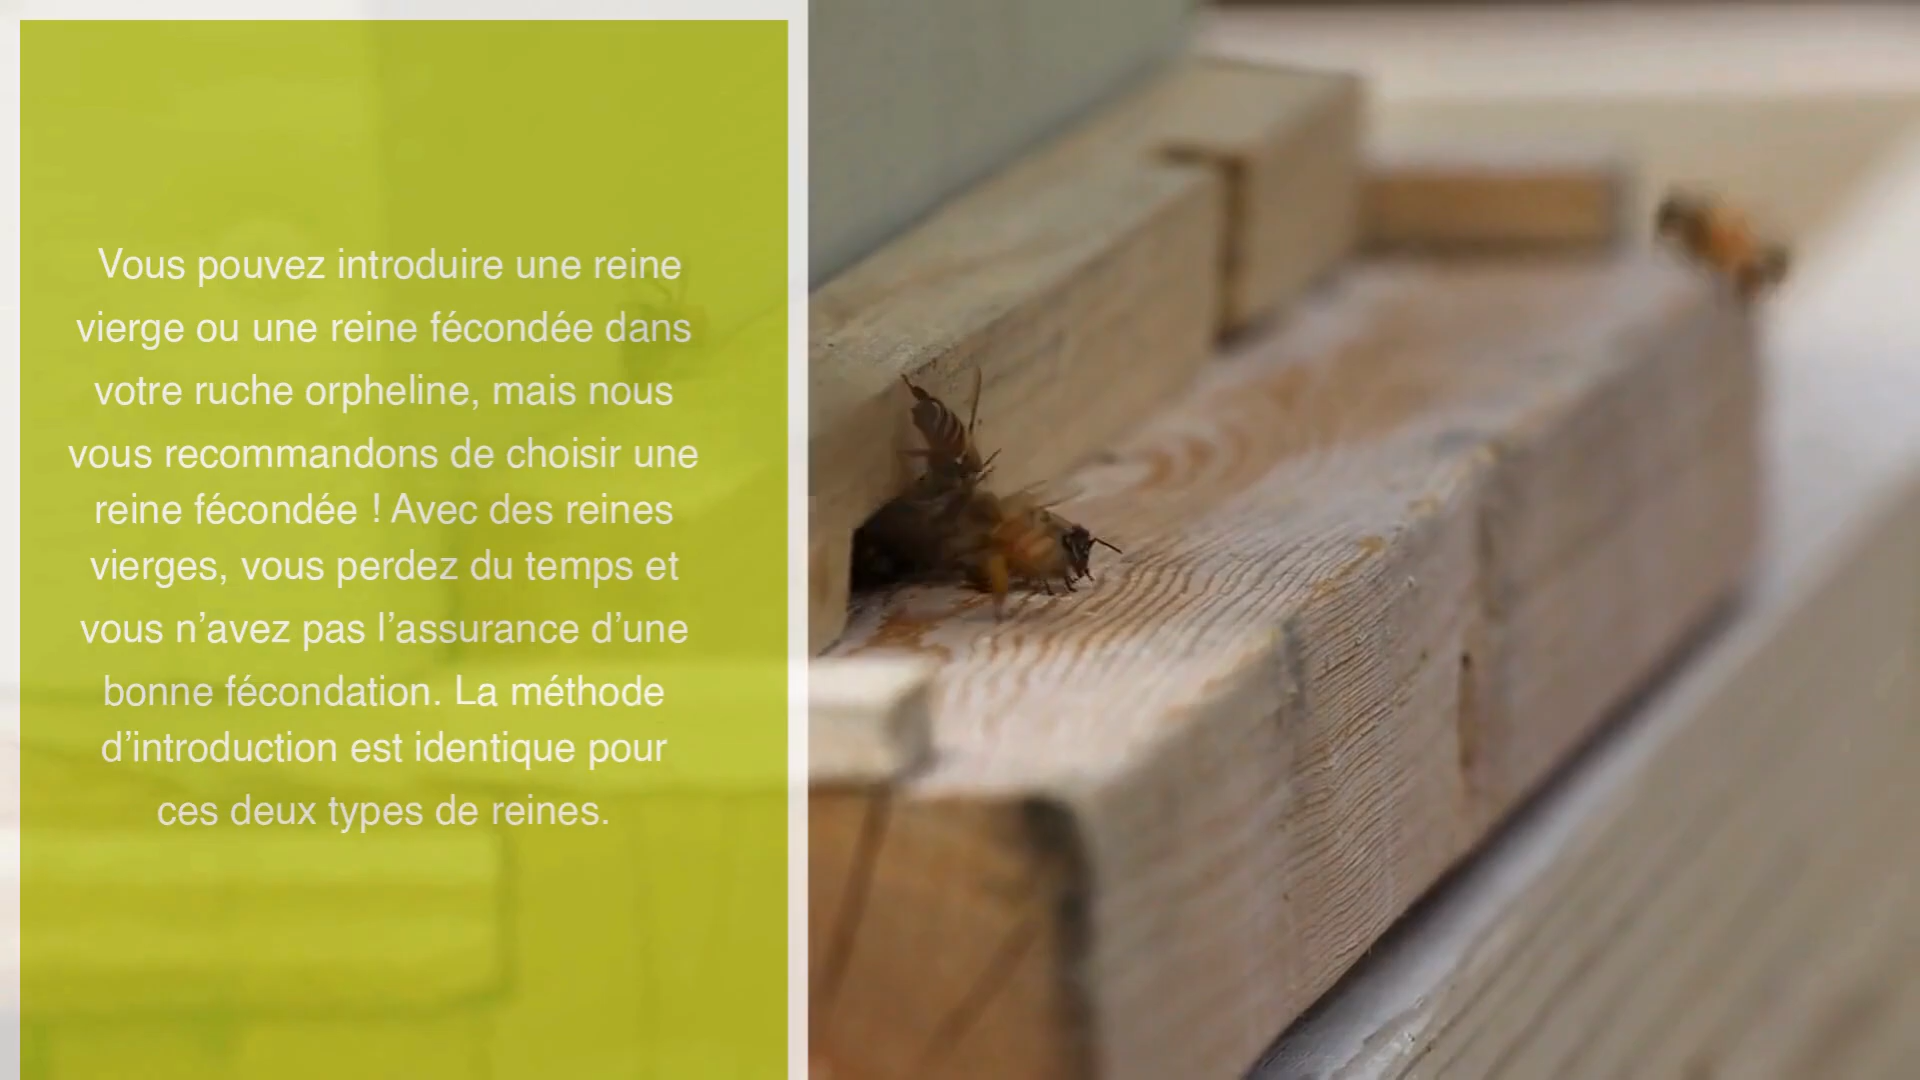 Vous pouvez introduire une reine
vierge ou une reine fécondée dans
votre ruche orpheline, mais nous
vous recommandons de choisir une
reine fécondée ! Avec des reines
vierges, vous perdez du temps et
vous n’avez pas l’assurance d’une
bonne fécondation. La méthode
d’introduction est identique pour
ces deux types de reines.